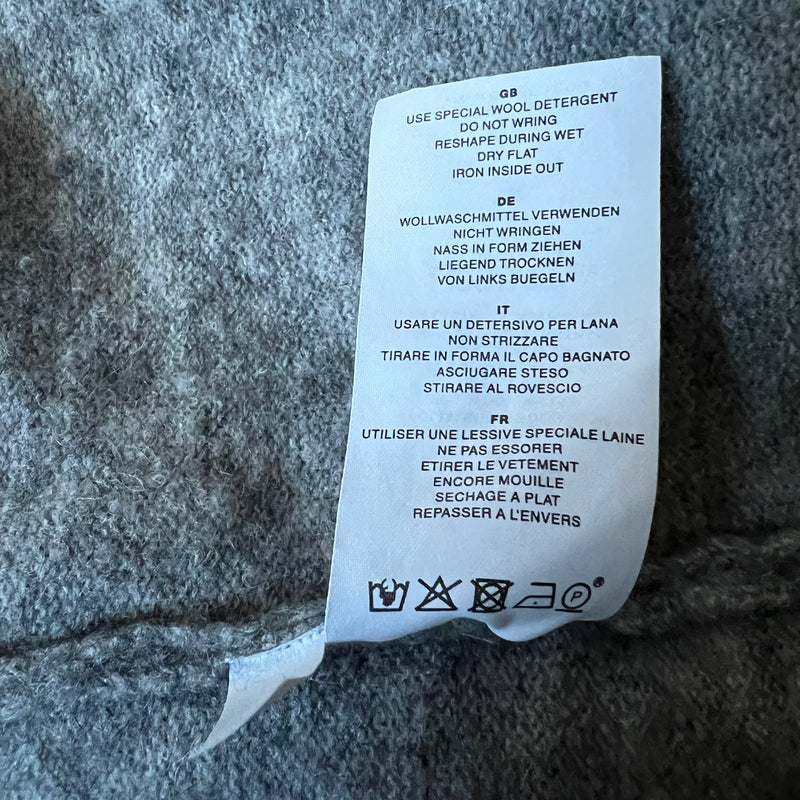 GB
USE SPECIAL WOOL DETERGENT
DO NOT WRING
RESHAPE DURING WET
DRY FLAT
IRON INSIDE OUT
DE
WOLLWASCHMITTEL VERWENDEN
NICHT WRINGEN
NASS IN FORM ZIEHEN
LIEGEND TROCKNEN
VON LINKS BUEGELN
IT
USARE UN DETERSIVO PER LANA
NON STRIZZARE
TIRARE IN FORMA IL CAPO BAGNATO
ASCIUGARE STESO
STIRARE AL ROVESCIO
FR
UTILISER UNE LESSIVE SPECIALE LAINE
NE PAS ESSORER
ETIRER LE VETEMENT
ENCORE MOUILLE
SECHAGE A PLAT
REPASSER A L'ENVERS
P